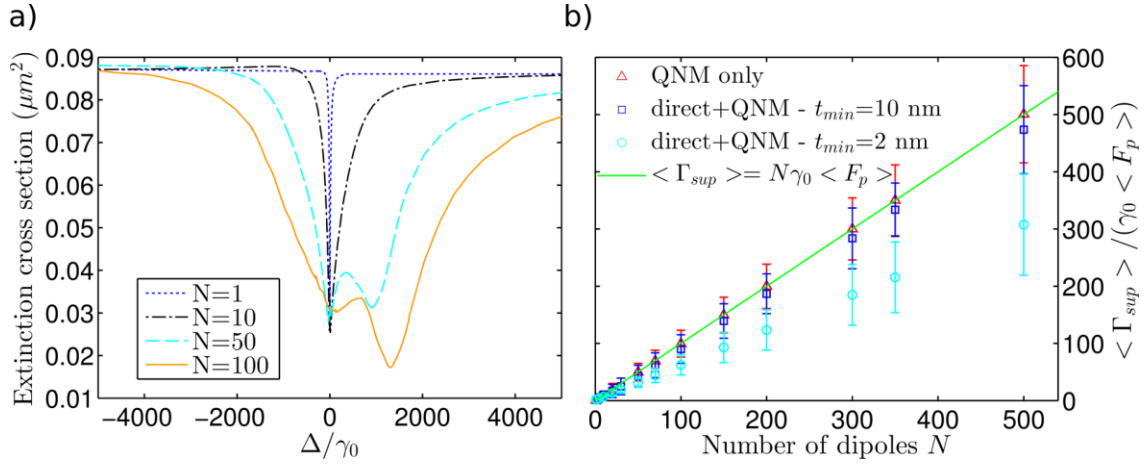 a)
Extinction cross section (μm²)
0.09
0.08
0.07
0.06
0.05
0.04
0.03
0.02
0.01
N=1
N=10
N=50
N=100
−4000 −2000 0 2000 4000
Δ/γ₀
b)
QNM only
direct+QNM - t_min=10 nm
direct+QNM - t_min=2 nm
< Γ_sup >= Nγ₀ < F_p >
600
500
400
300
200
100
0
< Γ_sup > /(γ₀ < F_p >)
0 100 200 300 400 500
Number of dipoles N